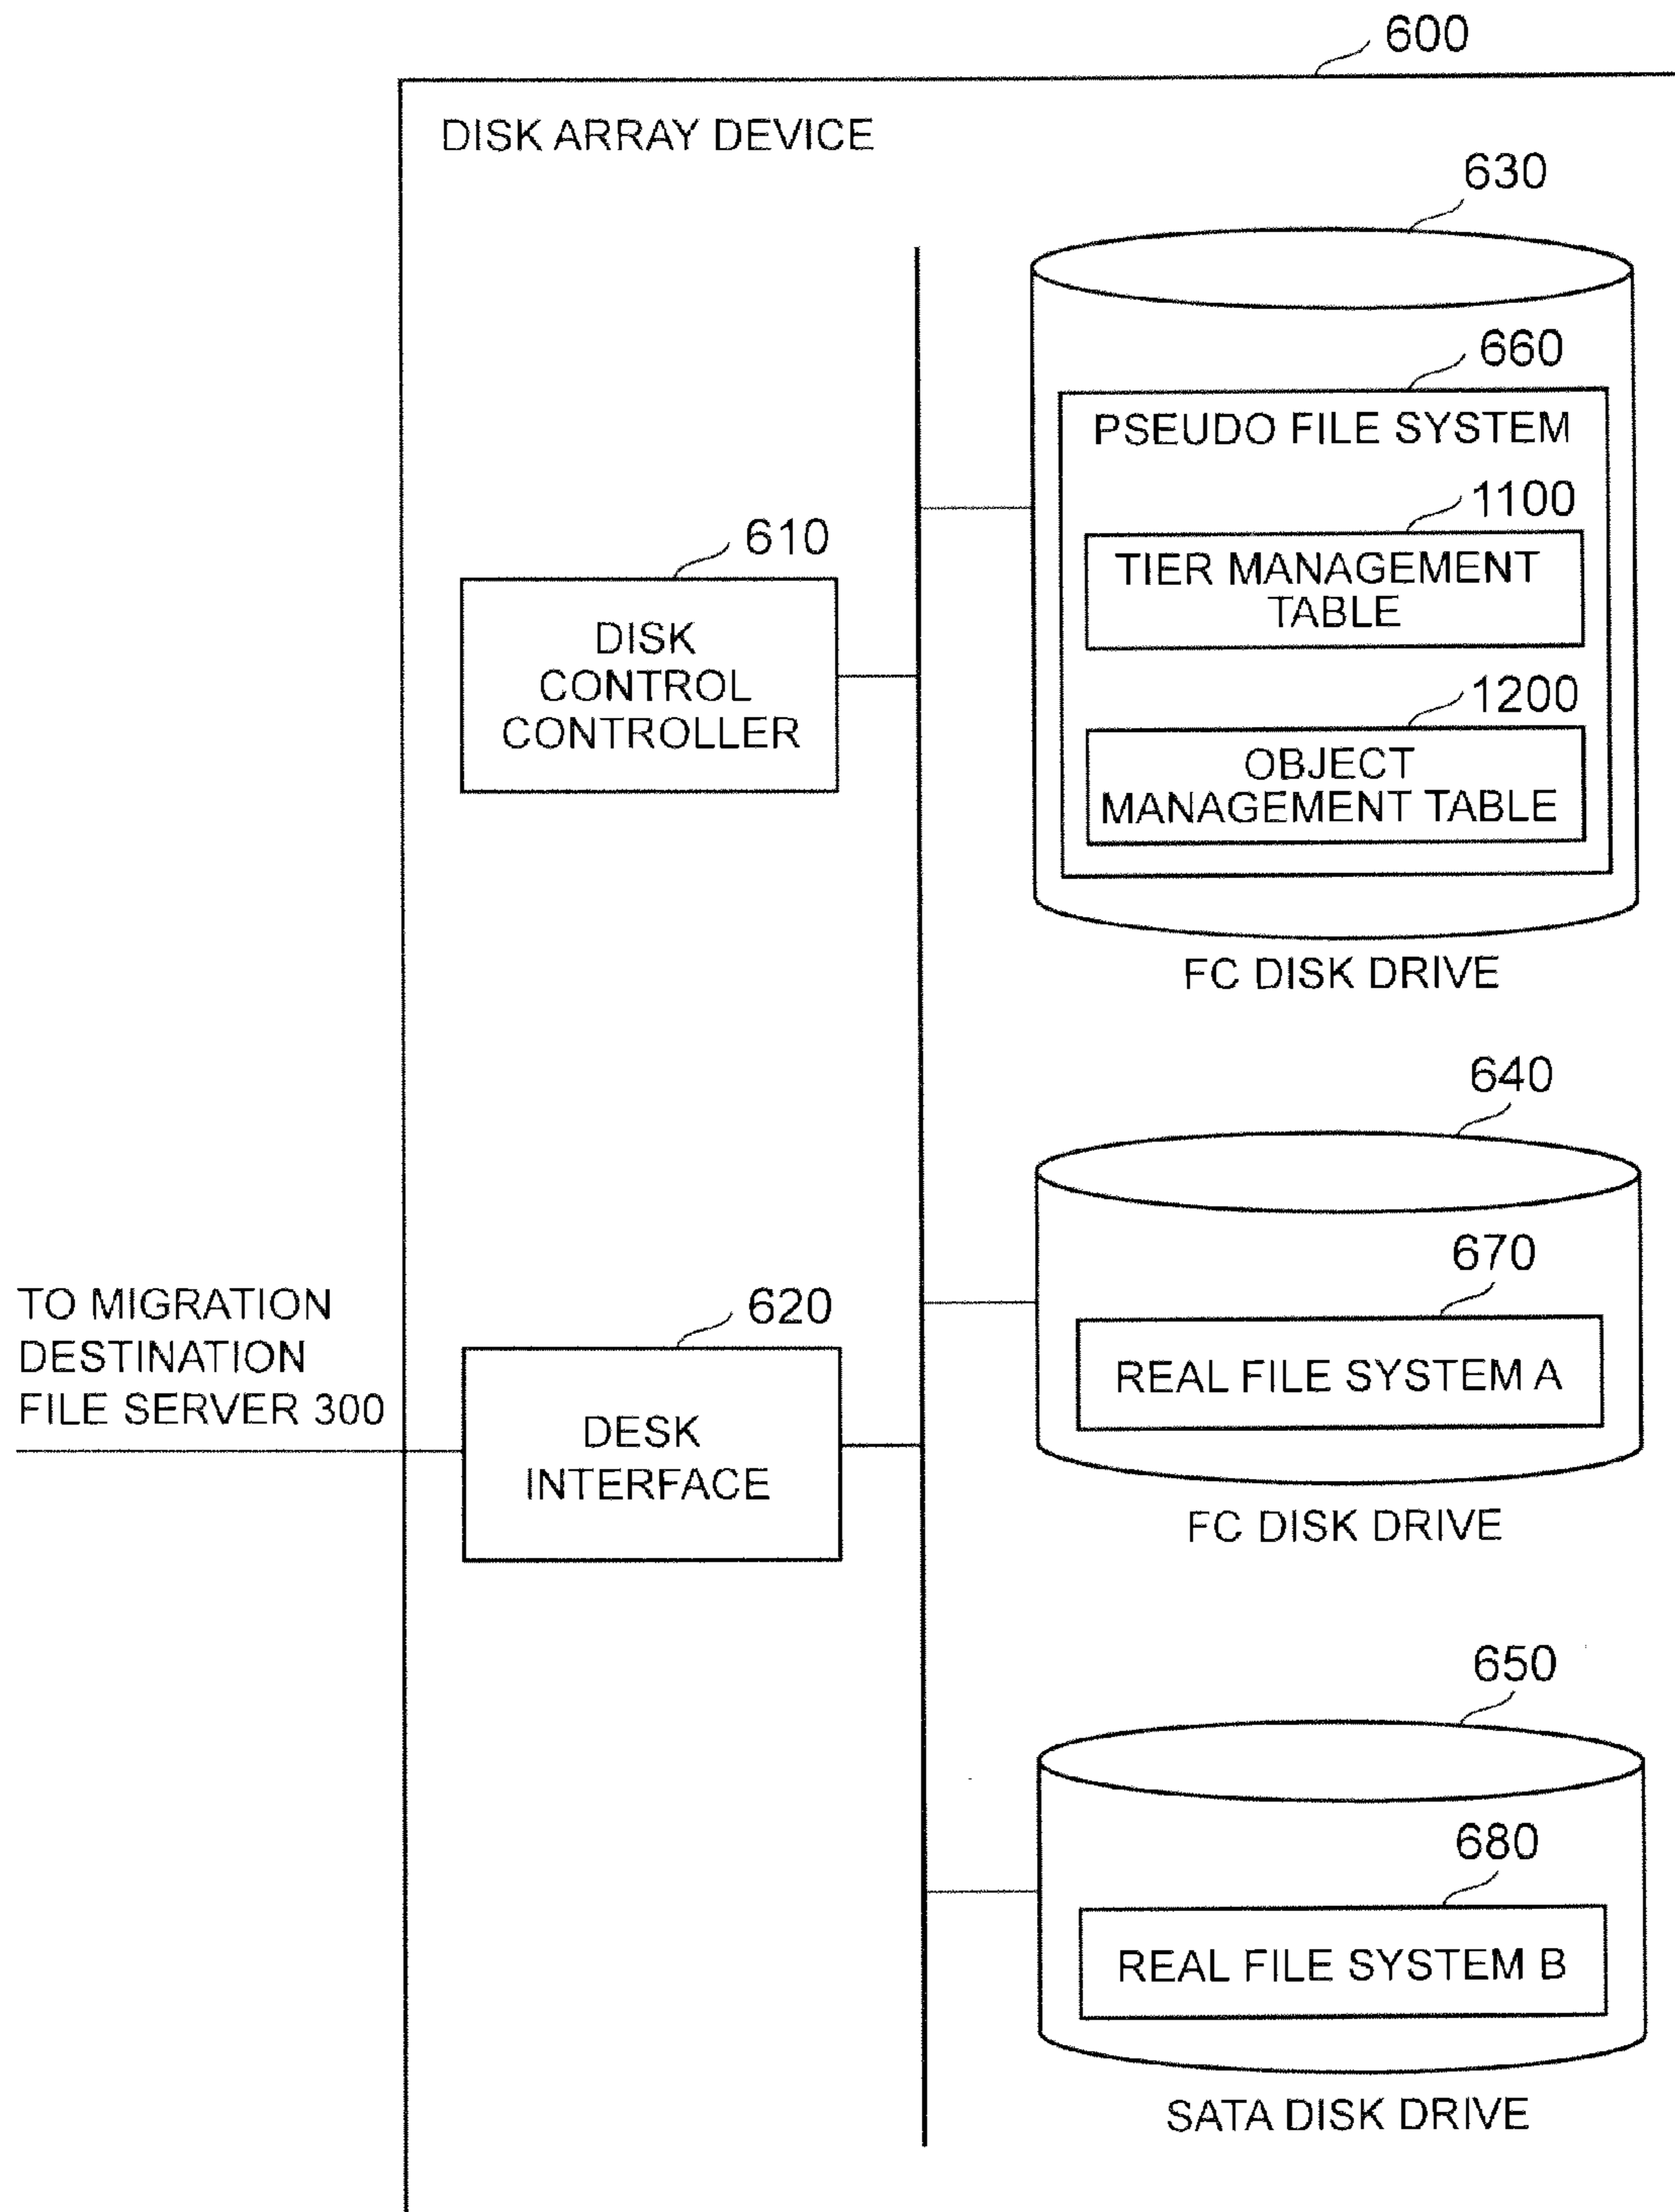 600
DISK ARRAY DEVICE
630
660
PSEUDO FILE SYSTEM
1100
TIER MANAGEMENT
TABLE
610
DISK
CONTROL
CONTROLLER
1200
OBJECT
MANAGEMENT TABLE
FC DISK DRIVE
640
670
TO MIGRATION
DESTINATION
FILE SERVER 300
620
REAL FILE SYSTEM A
DESK
INTERFACE
FC DISK DRIVE
650
680
REAL FILE SYSTEM B
SATA DISK DRIVE